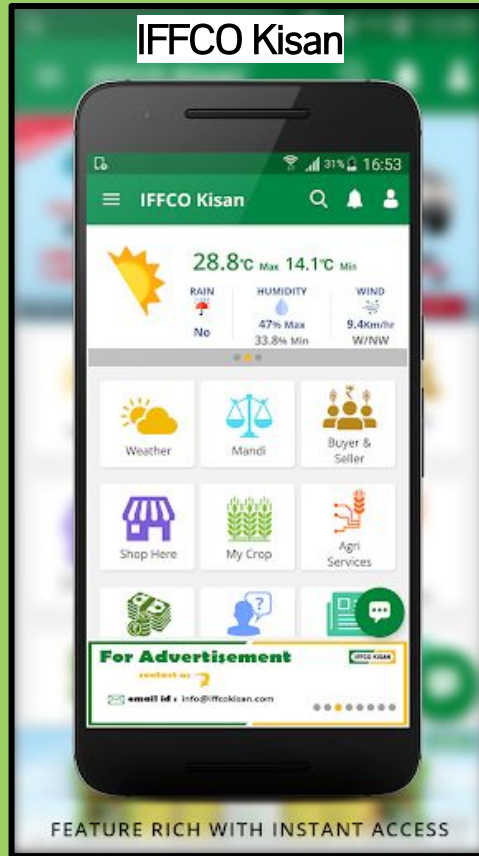 IFFCO Kisan
31% 16:53
IFFCO Kisan
28.8°C Max 14.1°C Min
RAIN HUMIDITY WIND
No 47% Max 9.4Km/hr
33.8% Min W/NW
Weather Mandi Buyer &
Seller
Shop Here My Crop Agri
Services
For Advertisement
IFFCO KISAN
contact us
email id : info@iffcokisan.com
FEATURE RICH WITH INSTANT ACCESS